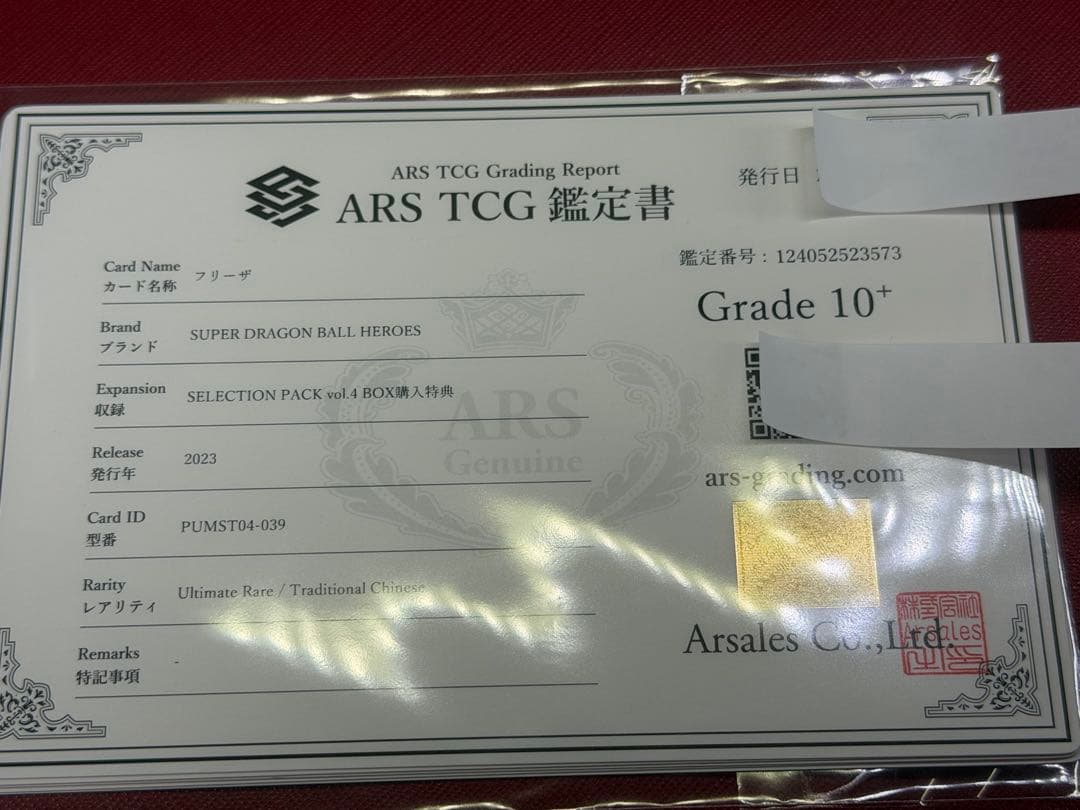 ARS TCG Grading Report
ARS TCG 鑑定書
発行日
鑑定番号 : 124052523573
Grade 10+
Card Name
カード名称
フリーザ
Brand
ブランド
SUPER DRAGON BALL HEROES
Expansion
収録
SELECTION PACK vol.4 BOX購入特典
Release
発行年
2023
Card ID
型番
PUMST04-039
Rarity
レアリティ
Ultimate Rare / Traditional Chinese
Remarks
特記事項
-
ARS
Genuine
ars-grading.com
Arsales Co.,Ltd.
Arsales